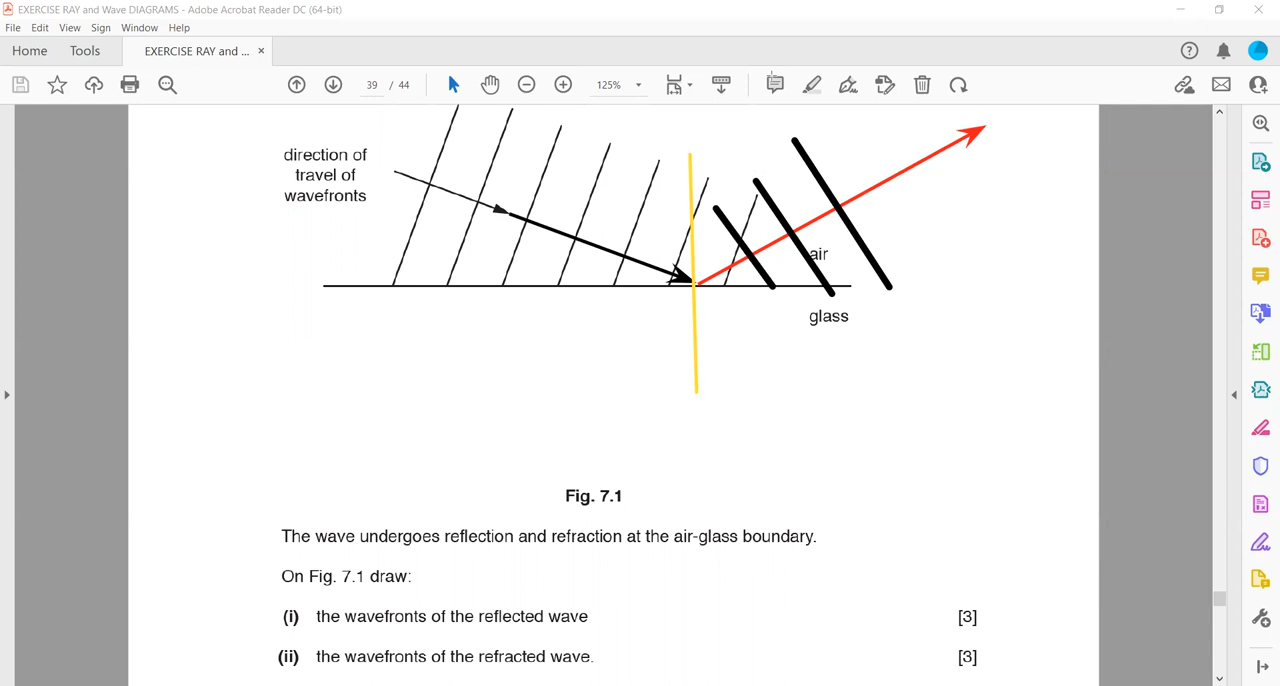 EXERCISE RAY and Wave DIAGRAMS - Adobe Acrobat Reader DC (64-bit)
File Edit View Sign Window Help
Home Tools EXERCISE RAY and ... ×
39 / 44 125%
direction of
travel of
wavefronts
air
glass
Fig. 7.1
The wave undergoes reflection and refraction at the air-glass boundary.
On Fig. 7.1 draw:
(i) the wavefronts of the reflected wave [3]
(ii) the wavefronts of the refracted wave. [3]